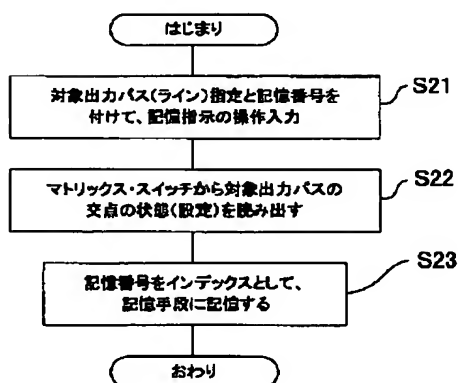 はじまり
S21
対象出力バス(ライン)指定と記憶番号を
付けて、記憶指示の操作入力
S22
マトリックス・スイッチから対象出力バスの
交点の状態(設定)を読み出す
S23
記憶番号をインデックスとして、
記憶手段に記憶する
おわり